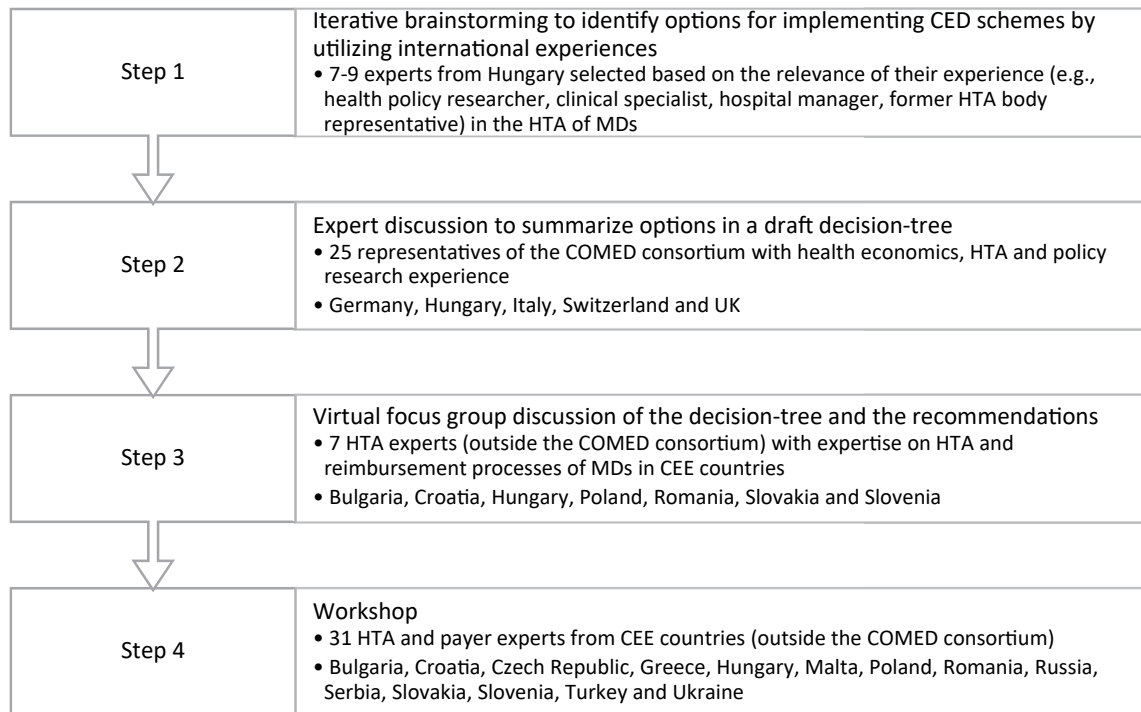 Step 1
Iterative brainstorming to identify options for implementing CED schemes by
utilizing international experiences
• 7-9 experts from Hungary selected based on the relevance of their experience (e.g.,
health policy researcher, clinical specialist, hospital manager, former HTA body
representative) in the HTA of MDs
Step 2
Expert discussion to summarize options in a draft decision-tree
• 25 representatives of the COMED consortium with health economics, HTA and policy
research experience
• Germany, Hungary, Italy, Switzerland and UK
Step 3
Virtual focus group discussion of the decision-tree and the recommendations
• 7 HTA experts (outside the COMED consortium) with expertise on HTA and
reimbursement processes of MDs in CEE countries
• Bulgaria, Croatia, Hungary, Poland, Romania, Slovakia and Slovenia
Step 4
Workshop
• 31 HTA and payer experts from CEE countries (outside the COMED consortium)
• Bulgaria, Croatia, Czech Republic, Greece, Hungary, Malta, Poland, Romania, Russia,
Serbia, Slovakia, Slovenia, Turkey and Ukraine